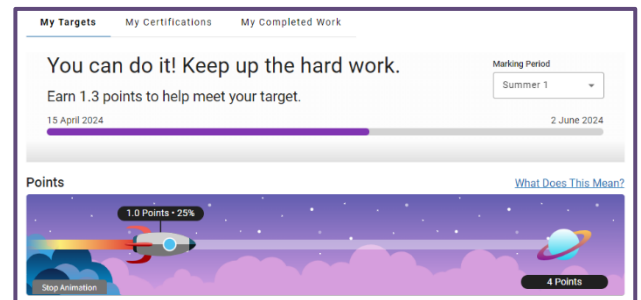 My Targets My Certifications My Completed Work
You can do it! Keep up the hard work.
Earn 1.3 points to help meet your target.
Marking Period
Summer 1
15 April 2024 2 June 2024
Points What Does This Mean?
1.0 Points • 25%
Stop Animation
4 Points